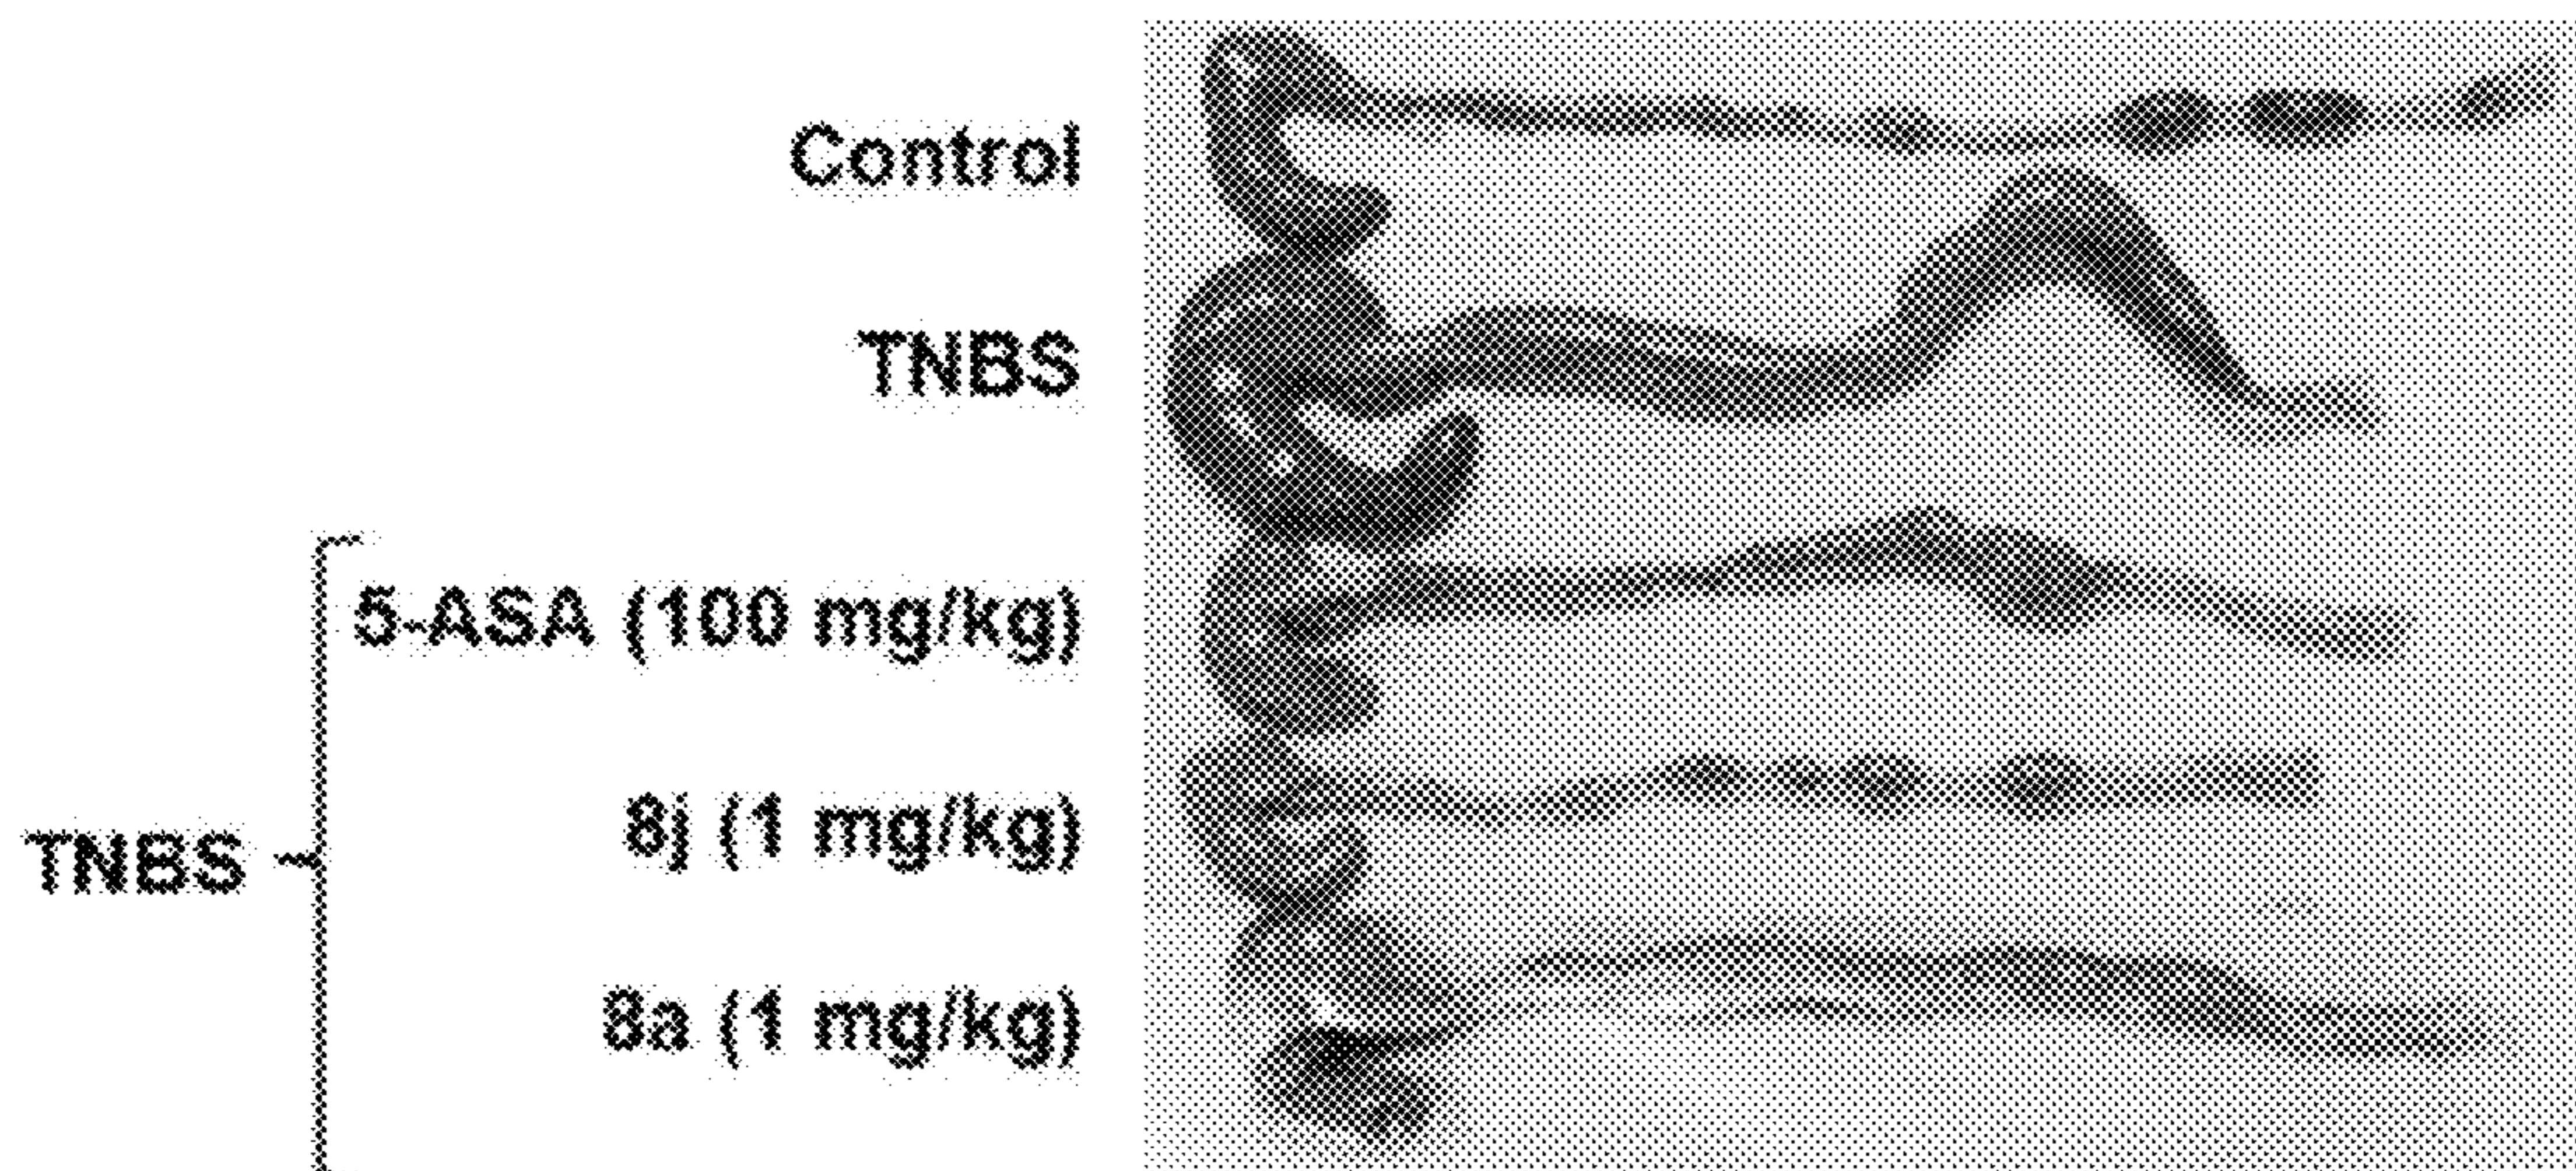 Control
TNBS
5-ASA (100 mg/kg)
8j (1 mg/kg)
TNBS
8a (1 mg/kg)